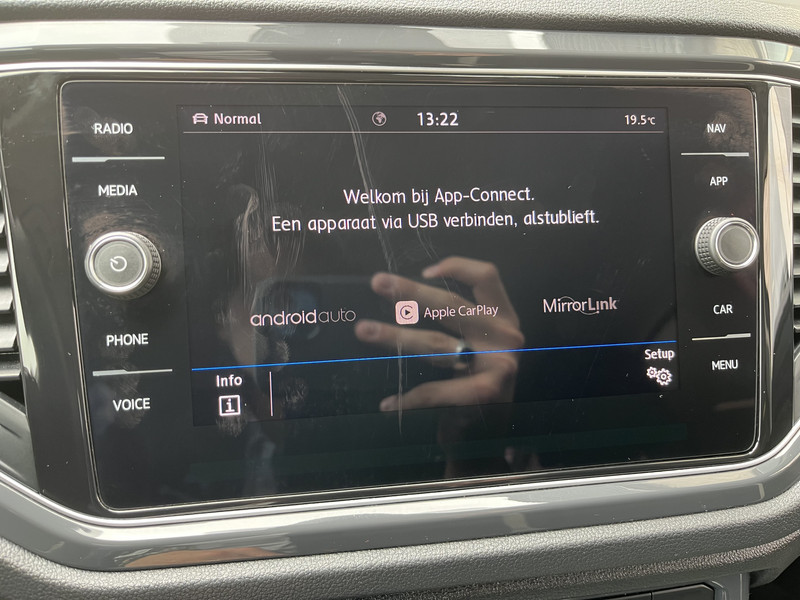 RADIO
MEDIA
PHONE
VOICE
Normal
13:22
19.5°C
Welkom bij App-Connect.
Een apparaat via USB verbinden, alstublieft.
androidauto
Apple CarPlay
MirrorLink
Info
i
Setup
NAV
APP
CAR
MENU